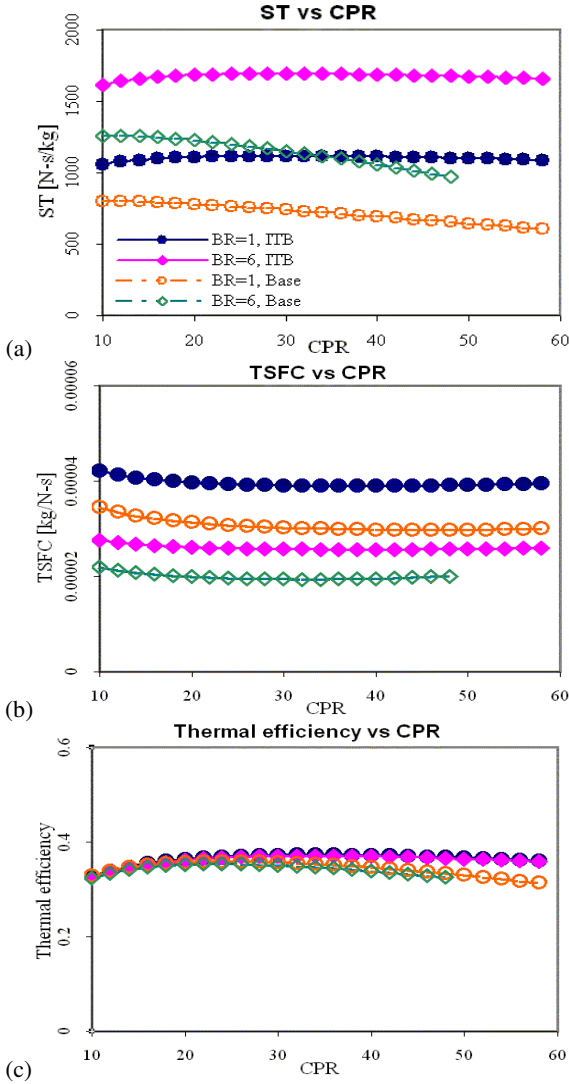 ST vs CPR
2000
1500
1000
500
0
ST [N-s/kg]
BR=1, ITB
BR=6, ITB
BR=1, Base
BR=6, Base
10 20 30 40 50 60
CPR
(a)
TSFC vs CPR
0.00006
0.00004
0.00002
0
TSFC [kg/N-s]
10 20 30 40 50 60
CPR
(b)
Thermal efficiency vs CPR
0.6
0.4
0.2
0
Thermal efficiency
10 20 30 40 50 60
CPR
(c)